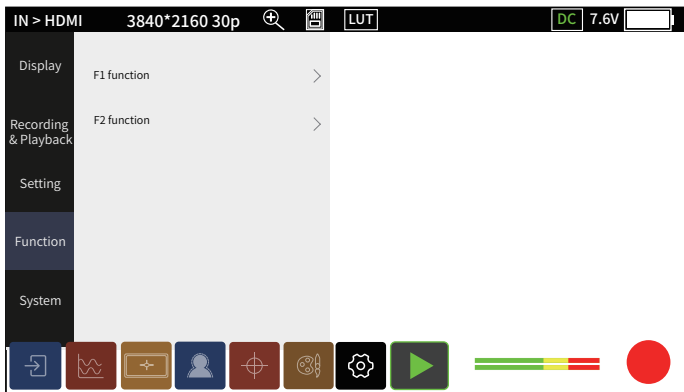 IN > HDMI 3840*2160 30p LUT DC 7.6V
Display
F1 function
Recording
& Playback
F2 function
Setting
Function
System